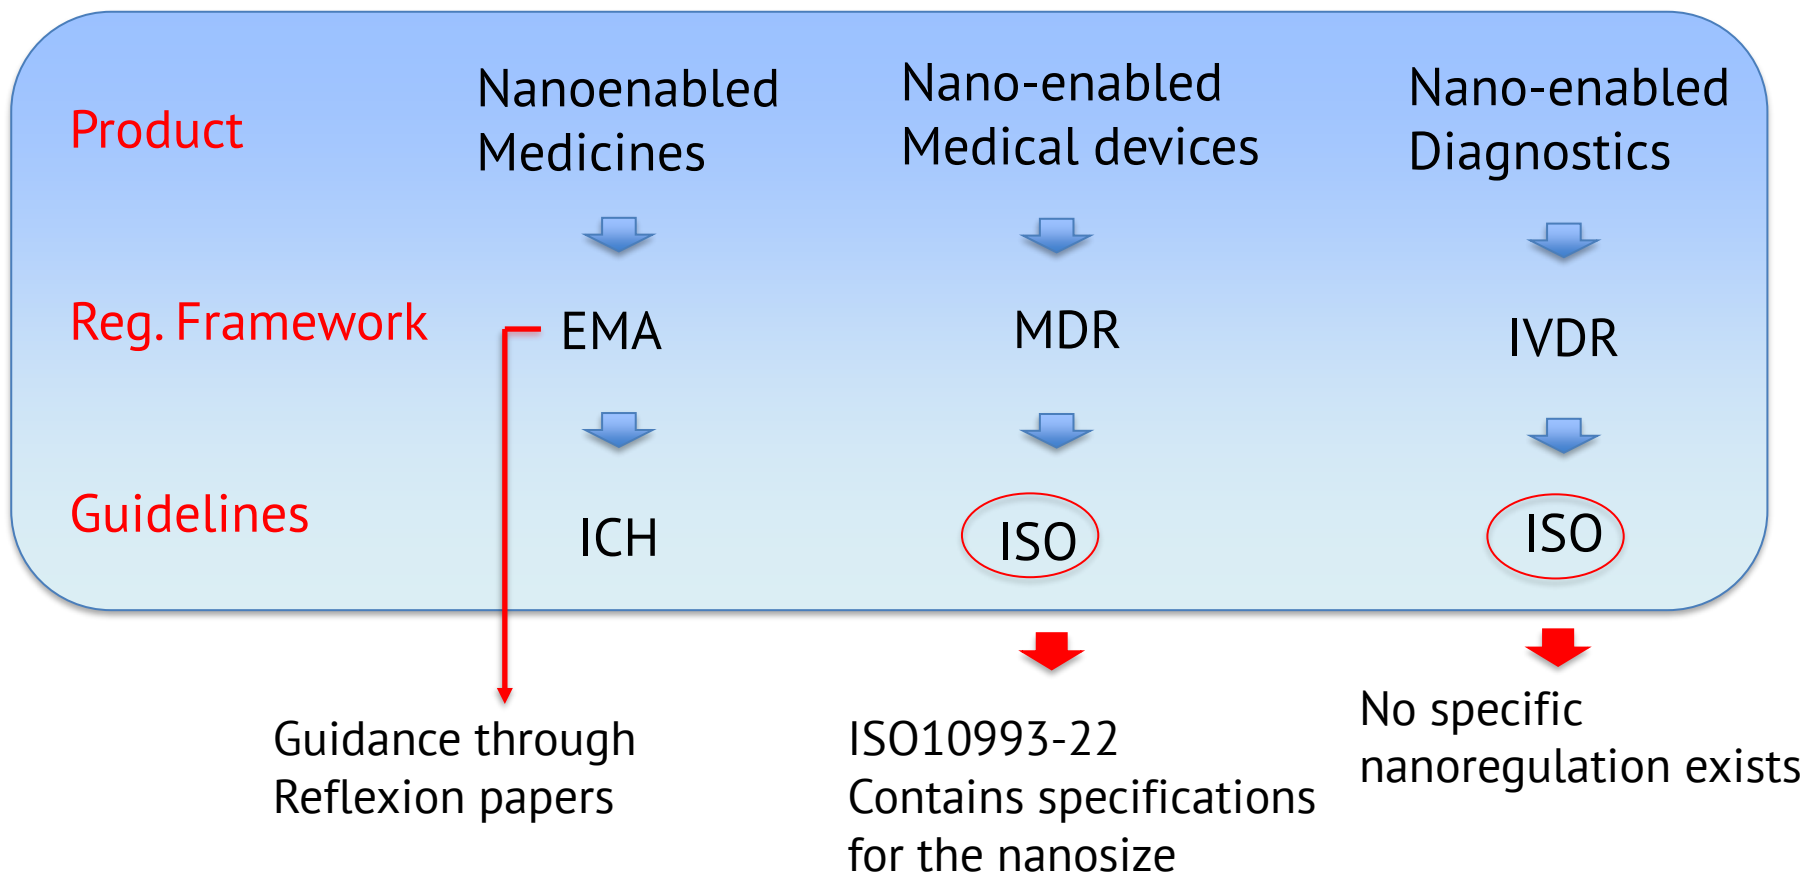 Product
Nanoenabled
Medicines
Nano-enabled
Medical devices
Nano-enabled
Diagnostics
Reg. Framework
EMA
MDR
IVDR
Guidelines
ICH
ISO
ISO
Guidance through
Reflexion papers
ISO10993-22
Contains specifications
for the nanosize
No specific
nanoregulation exists